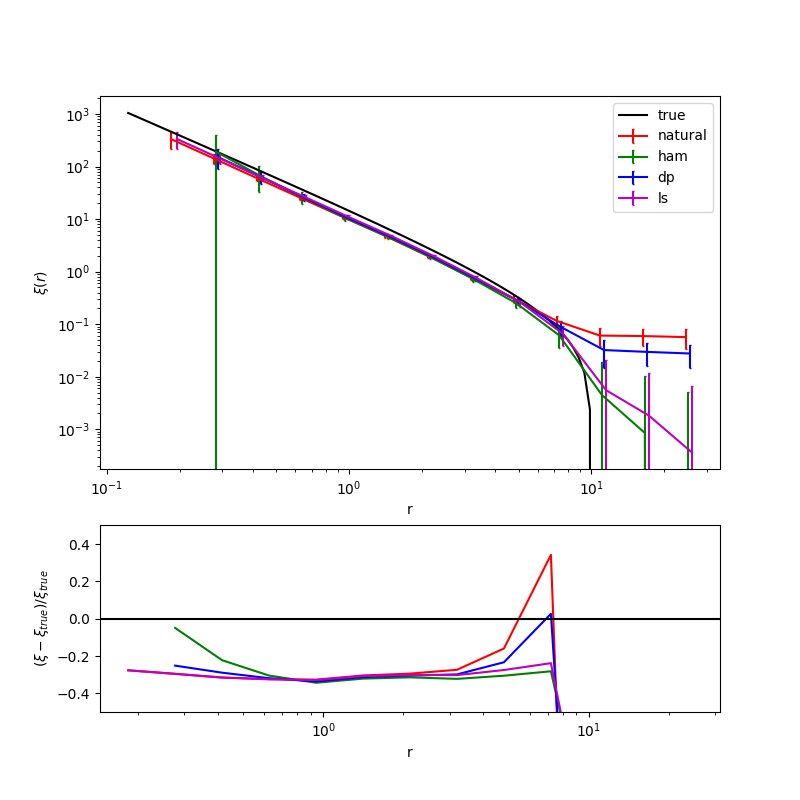 10³
10²
10¹
10⁰
10⁻¹
10⁻²
10⁻³
ξ(r)
true
natural
ham
dp
ls
10⁻¹ 10⁰ 10¹
r
0.4
0.2
0.0
−0.2
−0.4
(ξ − ξ_true)/ξ_true
10⁰ 10¹
r